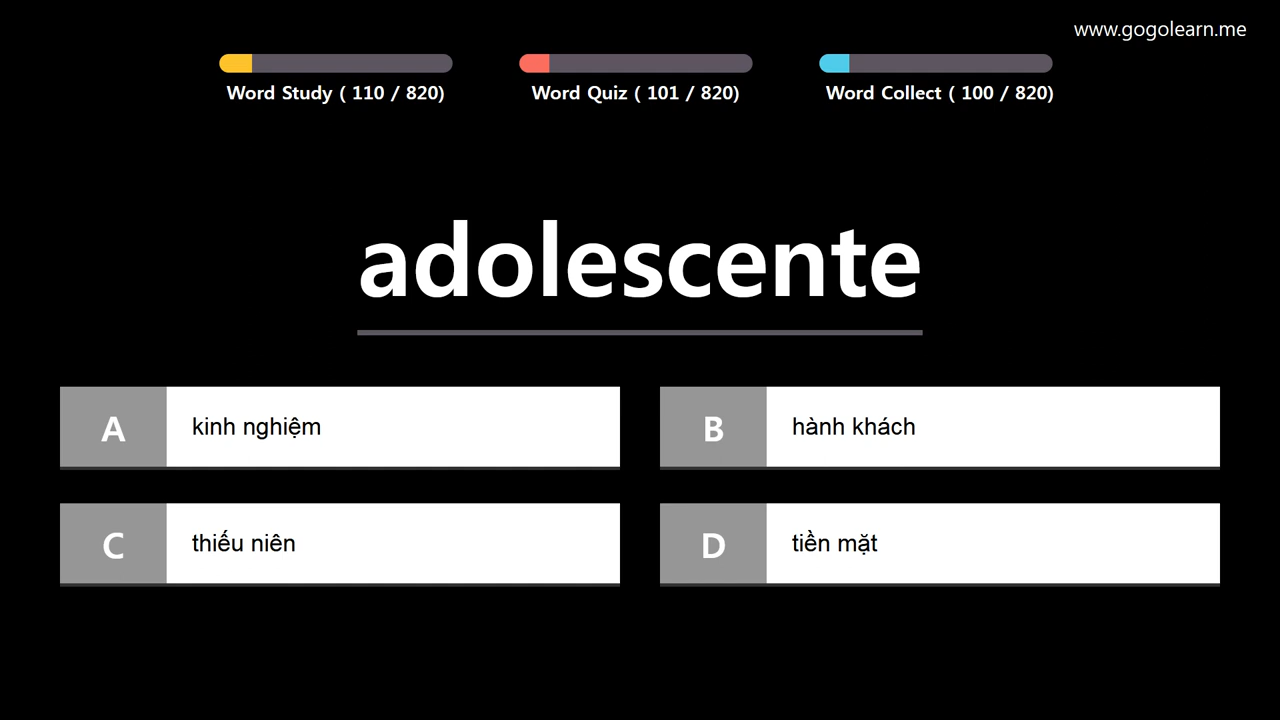 www.gogolearn.me
Word Study ( 110 / 820)
Word Quiz ( 101 / 820)
Word Collect ( 100 / 820)
adolescente
A kinh nghiệm
B hành khách
C thiếu niên
D tiền mặt